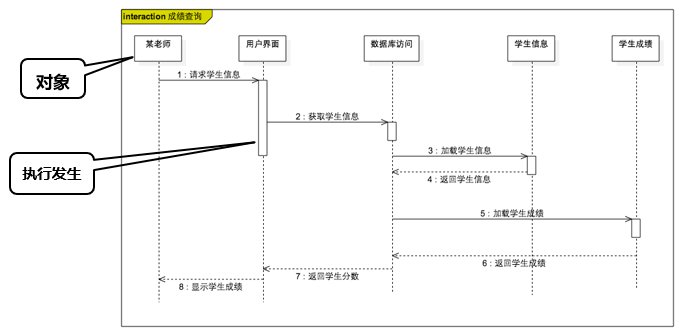 interaction 成绩查询
某老师
用户界面
数据库访问
学生信息
学生成绩
对象
1：请求学生信息
2：获取学生信息
执行发生
3：加载学生信息
4：返回学生信息
5：加载学生成绩
6：返回学生成绩
7：返回学生分数
8：显示学生成绩